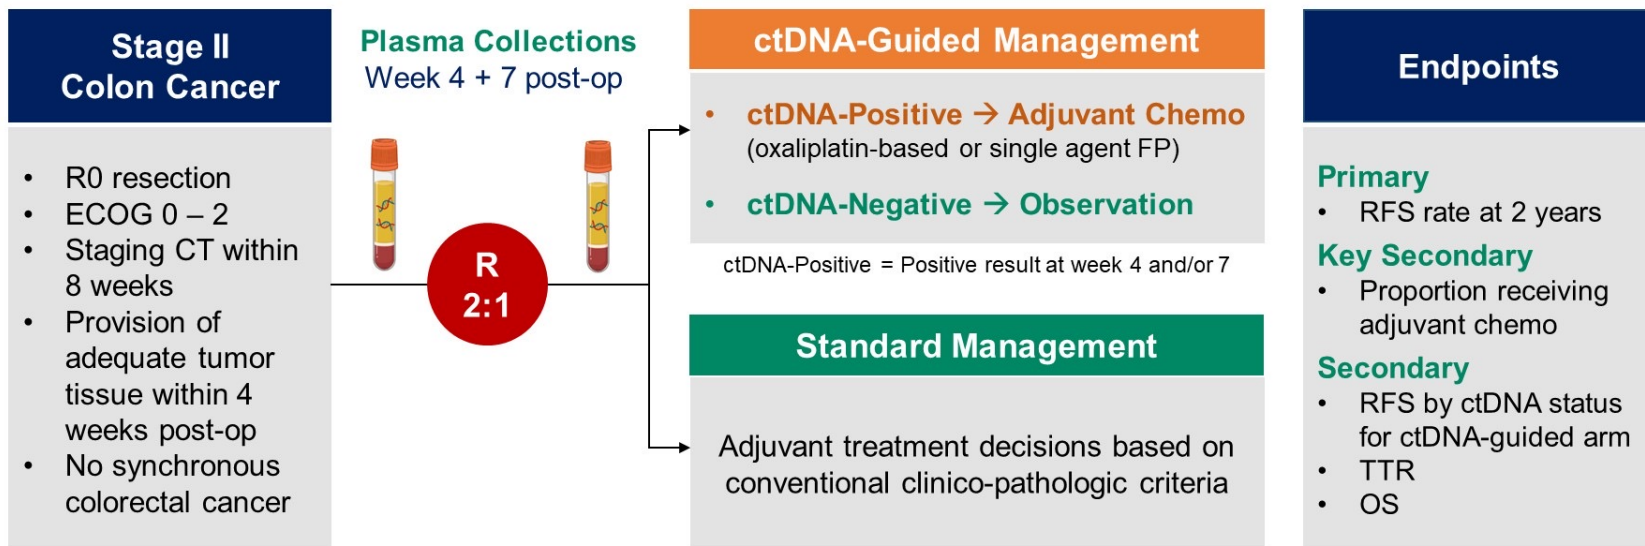 Stage II
Colon Cancer
• R0 resection
• ECOG 0 – 2
• Staging CT within
8 weeks
• Provision of
adequate tumor
tissue within 4
weeks post-op
• No synchronous
colorectal cancer
Plasma Collections
Week 4 + 7 post-op
R
2:1
ctDNA-Guided Management
• ctDNA-Positive → Adjuvant Chemo
(oxaliplatin-based or single agent FP)
• ctDNA-Negative → Observation
ctDNA-Positive = Positive result at week 4 and/or 7
Standard Management
Adjuvant treatment decisions based on
conventional clinico-pathologic criteria
Endpoints
Primary
• RFS rate at 2 years
Key Secondary
• Proportion receiving
adjuvant chemo
Secondary
• RFS by ctDNA status
for ctDNA-guided arm
• TTR
• OS